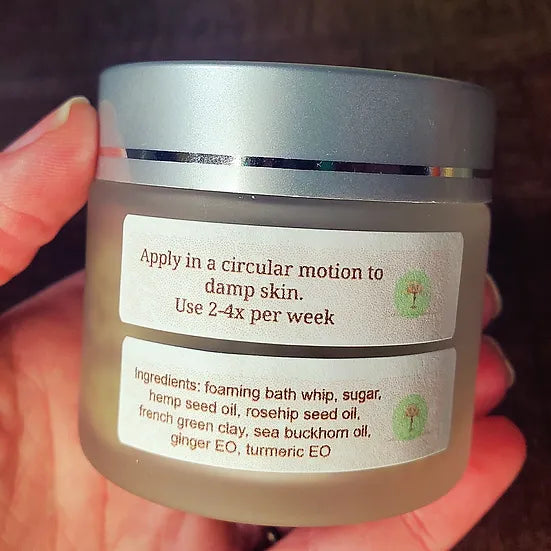 Apply in a circular motion to
damp skin.
Use 2-4x per week
Ingredients: foaming bath whip, sugar,
hemp seed oil, rosehip seed oil,
french green clay, sea buckhorn oil,
ginger EO, turmeric EO